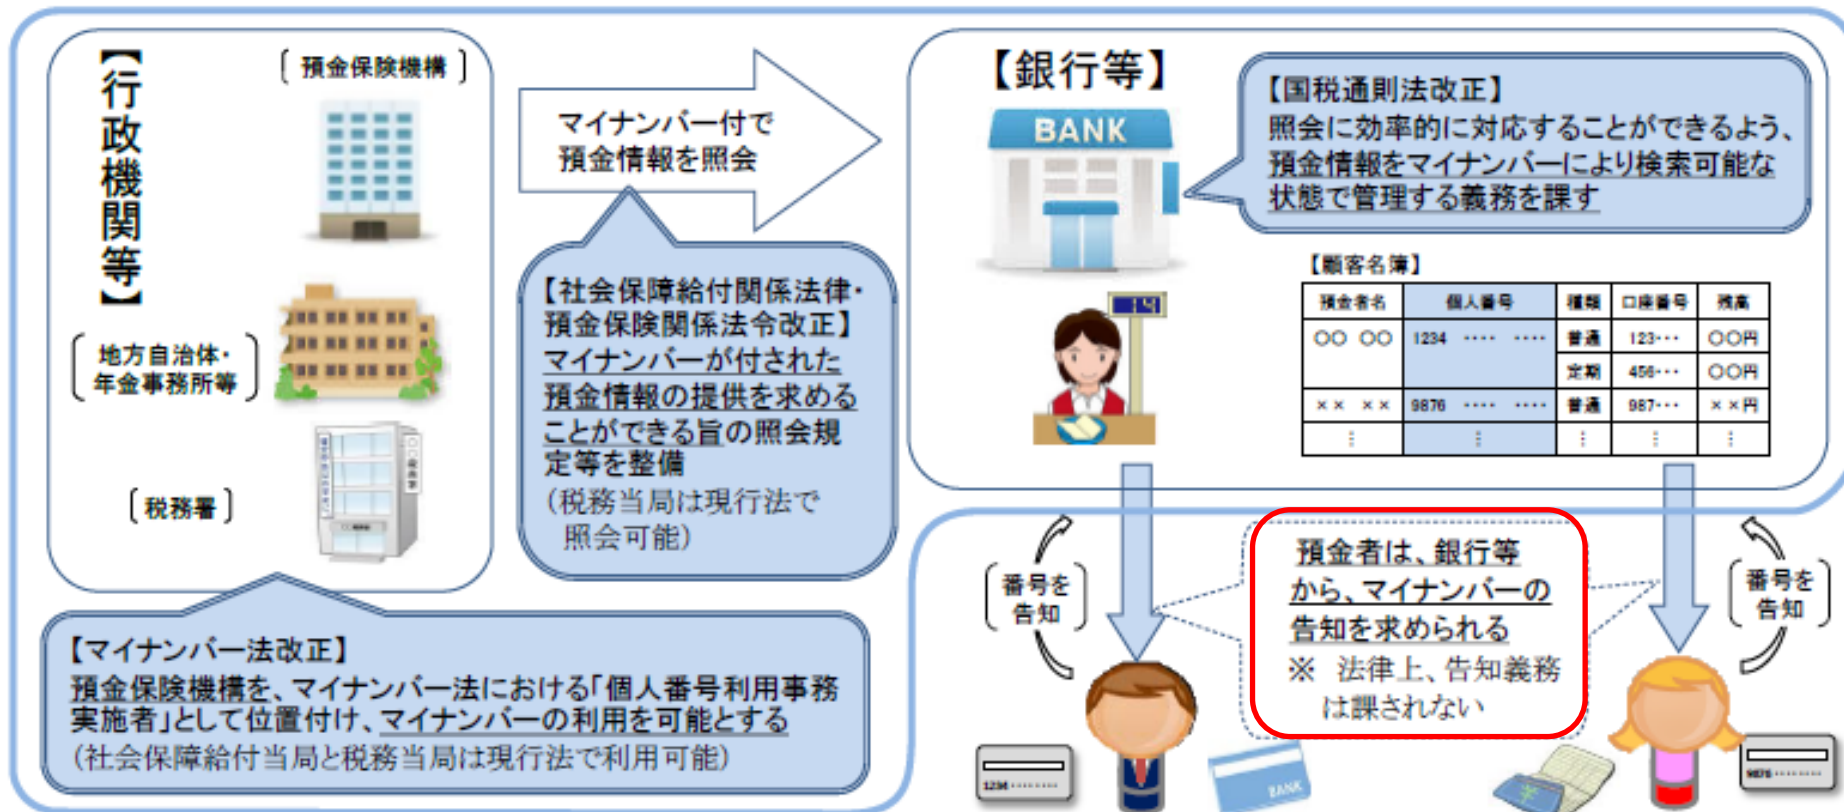 【行政機関等】
〔預金保険機構〕
〔地方自治体・
年金事務所等〕
〔税務署〕
マイナンバー付で
預金情報を照会
【社会保障給付関係法律・
預金保険関係法令改正】
マイナンバーが付された
預金情報の提供を求める
ことができる旨の照会規
定等を整備
(税務当局は現行法で
照会可能)
【マイナンバー法改正】
預金保険機構を、マイナンバー法における「個人番号利用事務
実施者」として位置付け、マイナンバーの利用を可能とする
(社会保障給付当局と税務当局は現行法で利用可能)
【銀行等】
BANK
【国税通則法改正】
照会に効率的に対応することができるよう、
預金情報をマイナンバーにより検索可能な
状態で管理する義務を課す
【顧客名簿】
預金者名 個人番号 種類 口座番号 残高
○○ ○○ 1234 ‥‥ ‥‥ 普通 123… ○○円
定期 456… ○○円
×× ×× 9876 ‥‥ ‥‥ 普通 987… ××円
⋮ ⋮ ⋮ ⋮ ⋮
〔番号を
告知〕
預金者は、銀行等
から、マイナンバーの
告知を求められる
※ 法律上、告知義務
は課されない
〔番号を
告知〕
1234‥‥‥‥
BANK
¥
9876‥‥‥‥